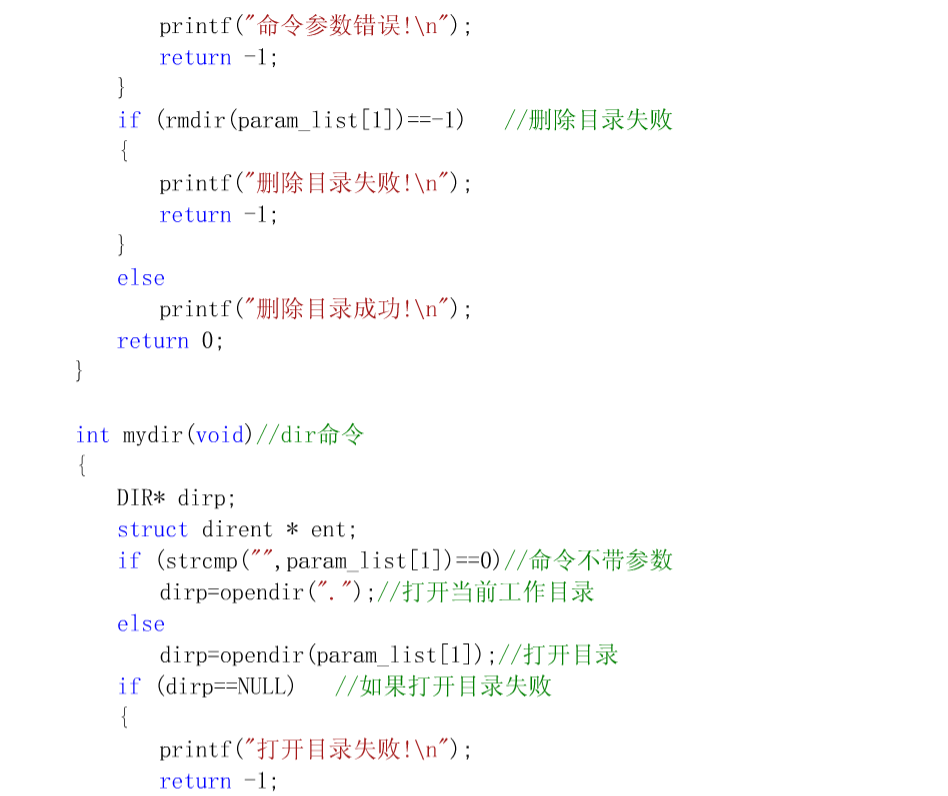 printf("命令参数错误!\n");
return -1;
}
if (rmdir(param_list[1])==-1)   //删除目录失败
{
printf("删除目录失败!\n");
return -1;
}
else
printf("删除目录成功!\n");
return 0;
}
int mydir(void)//dir命令
{
DIR* dirp;
struct dirent * ent;
if (strcmp("",param_list[1])==0)//命令不带参数
dirp=opendir(".");//打开当前工作目录
else
dirp=opendir(param_list[1]);//打开目录
if (dirp==NULL)   //如果打开目录失败
{
printf("打开目录失败!\n");
return -1;